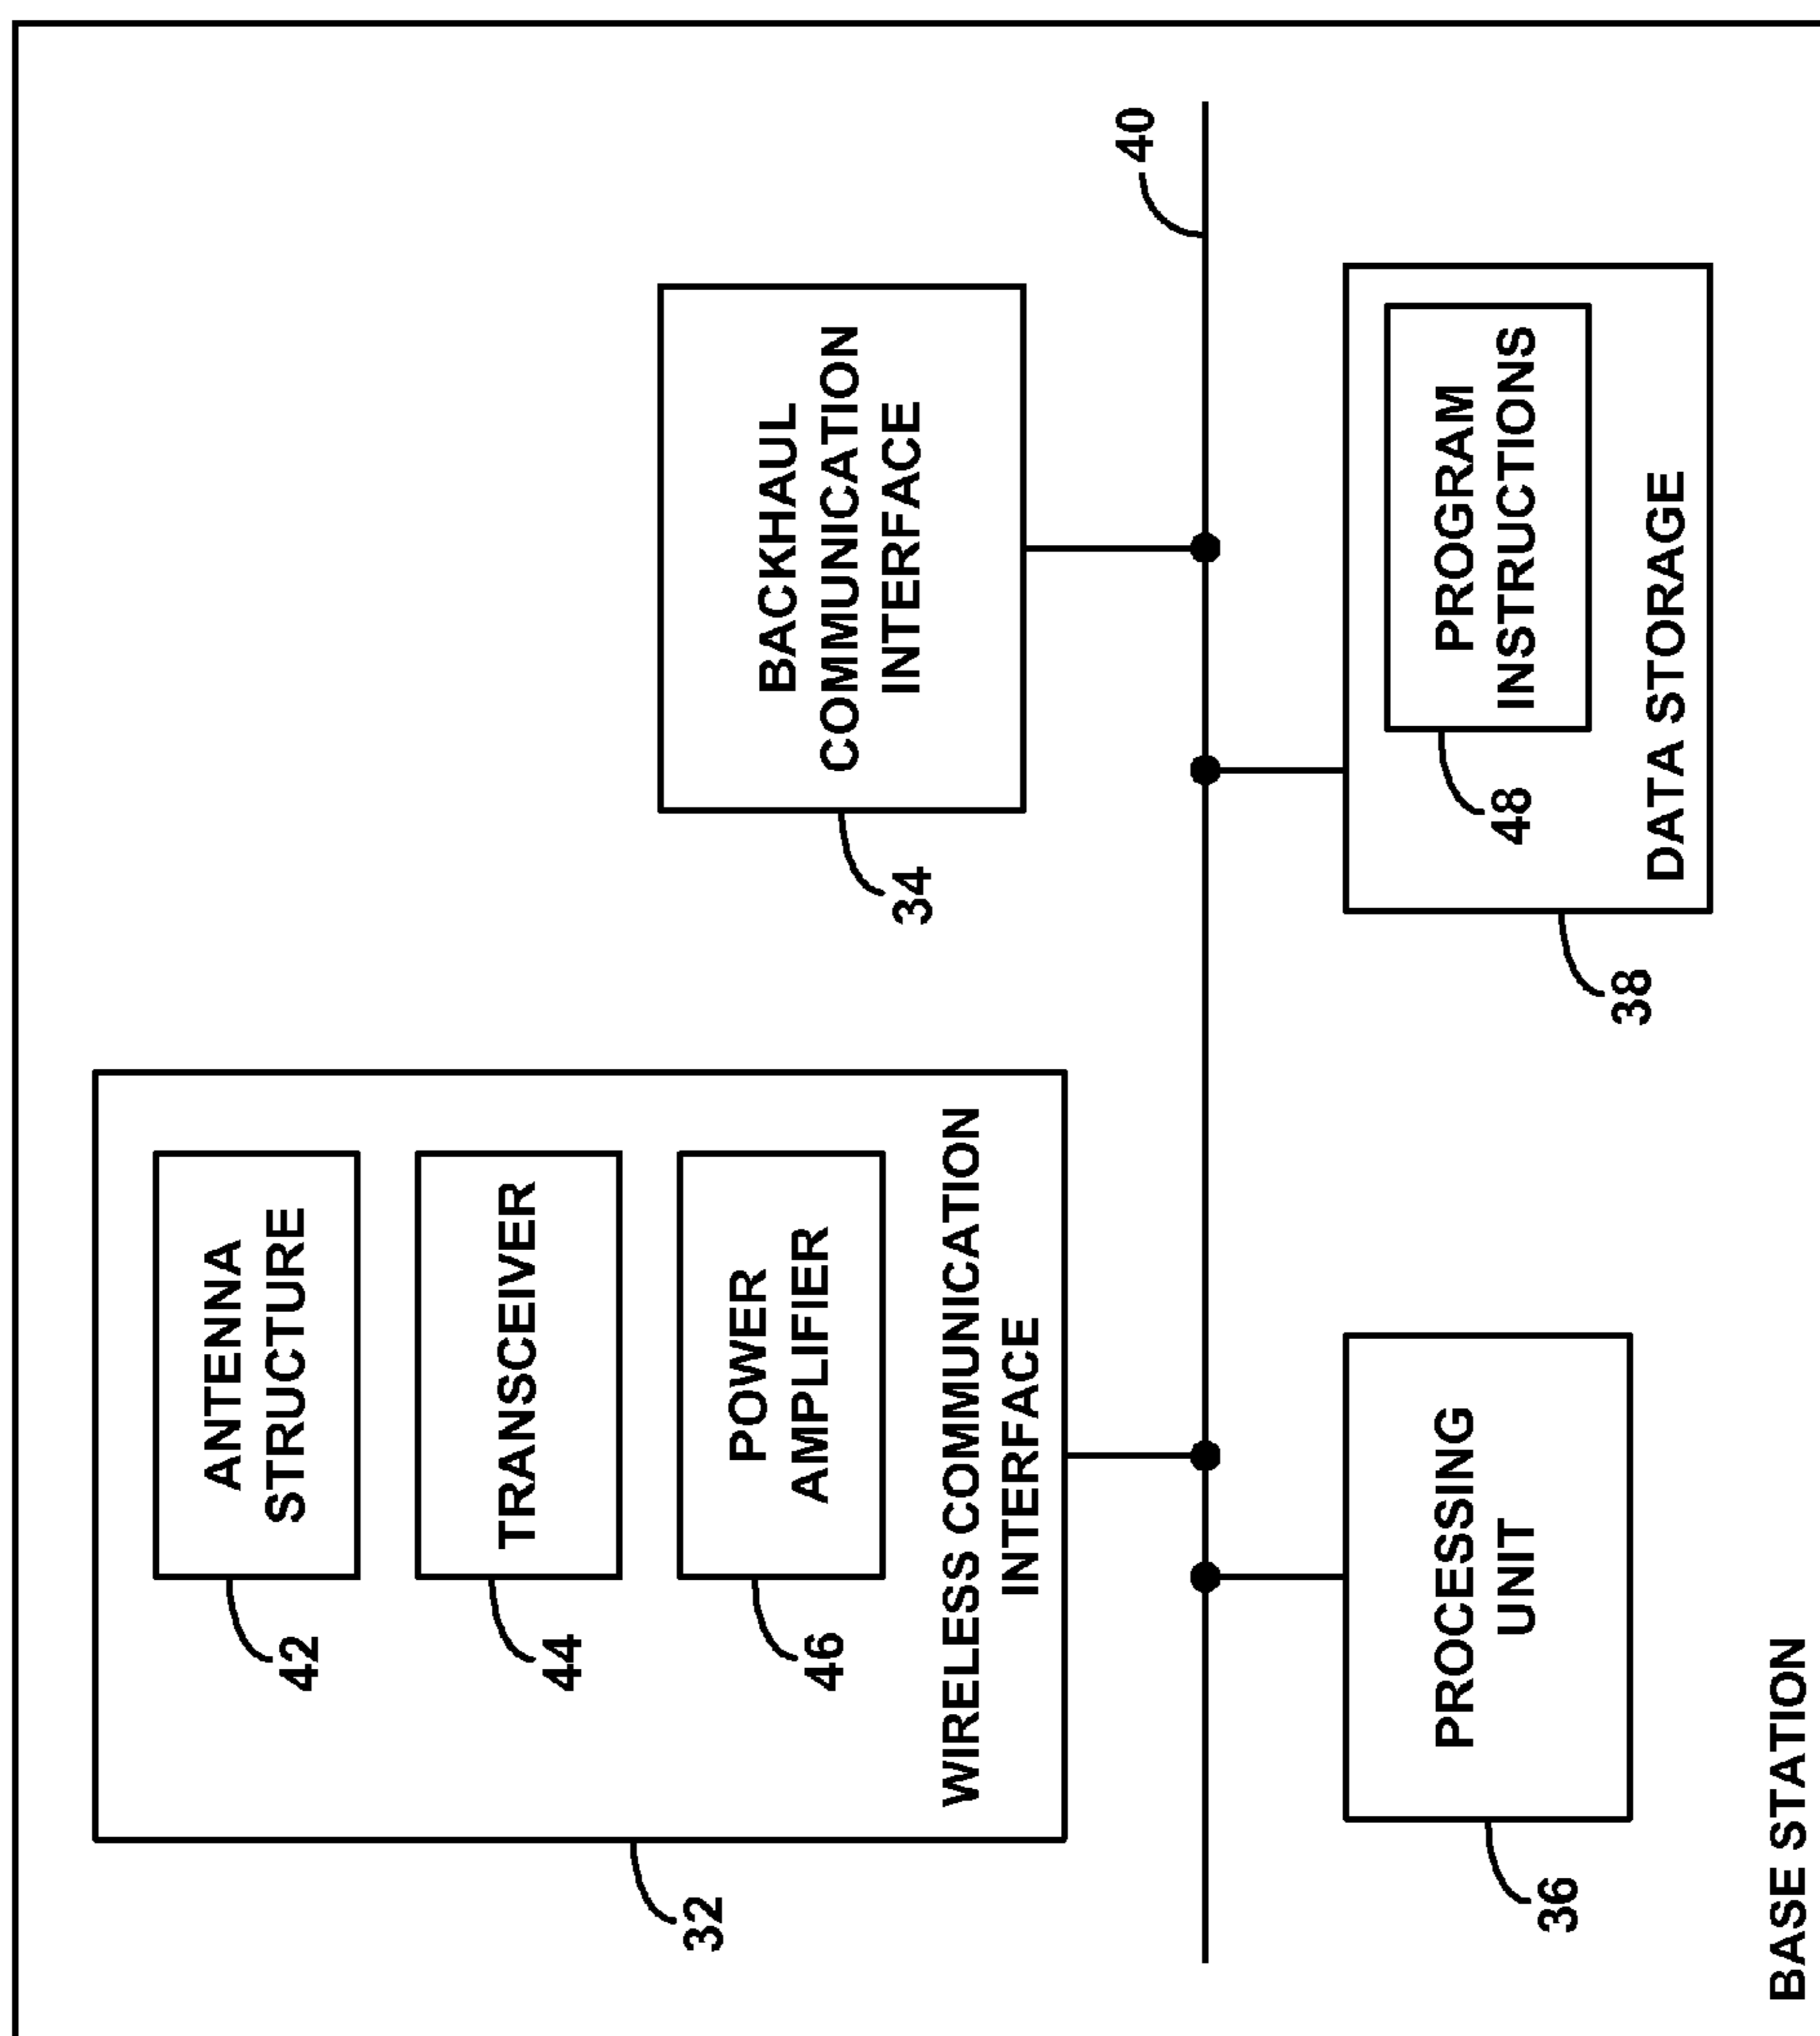 ANTENNA
STRUCTURE
42
TRANSCEIVER
44
POWER
AMPLIFIER
46
WIRELESS COMMUNICATION
INTERFACE
32
BACKHAUL
COMMUNICATION
INTERFACE
34
40
PROCESSING
UNIT
36
PROGRAM
INSTRUCTIONS
48
DATA STORAGE
38
BASE STATION